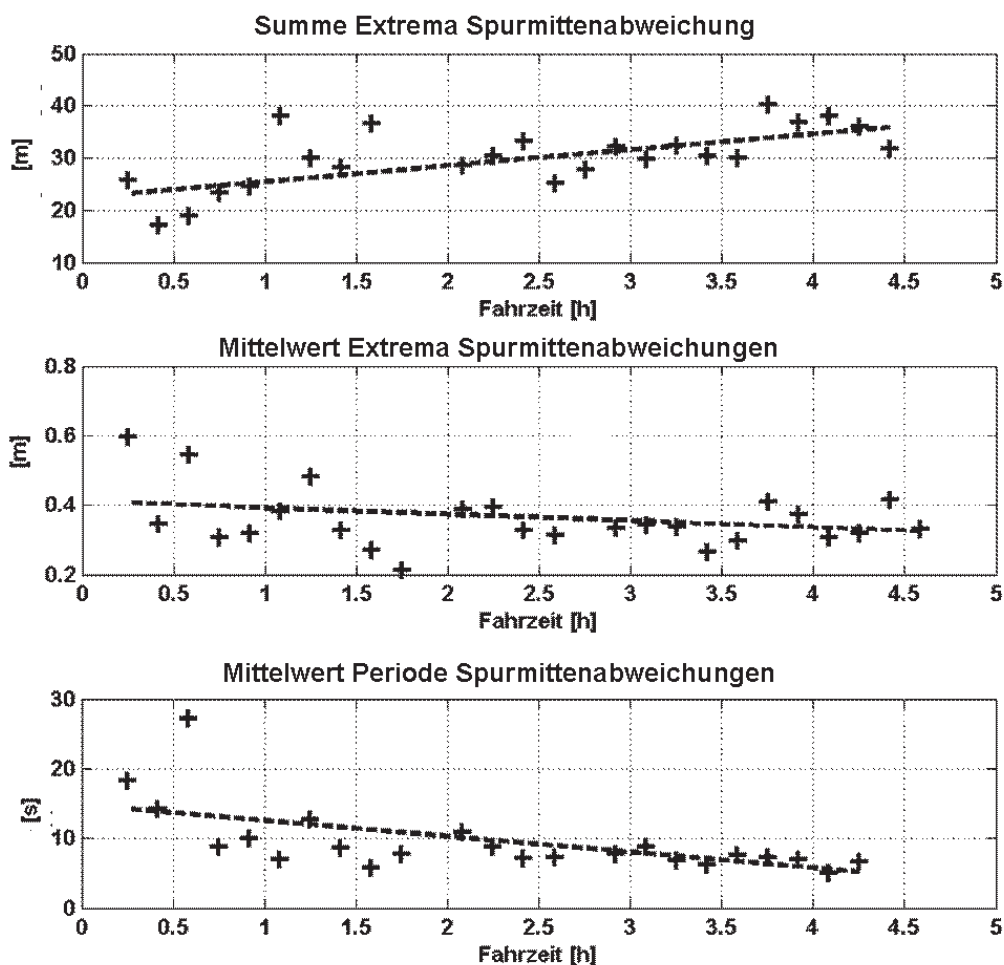 Summe Extrema Spurmittenabweichung
50
40
30
20
10
[m]
0 0.5 1 1.5 2 2.5 3 3.5 4 4.5 5
Fahrzeit [h]
Mittelwert Extrema Spurmittenabweichungen
0.8
0.6
0.4
0.2
[m]
0 0.5 1 1.5 2 2.5 3 3.5 4 4.5 5
Fahrzeit [h]
Mittelwert Periode Spurmittenabweichungen
30
20
10
0
[s]
0 0.5 1 1.5 2 2.5 3 3.5 4 4.5 5
Fahrzeit [h]